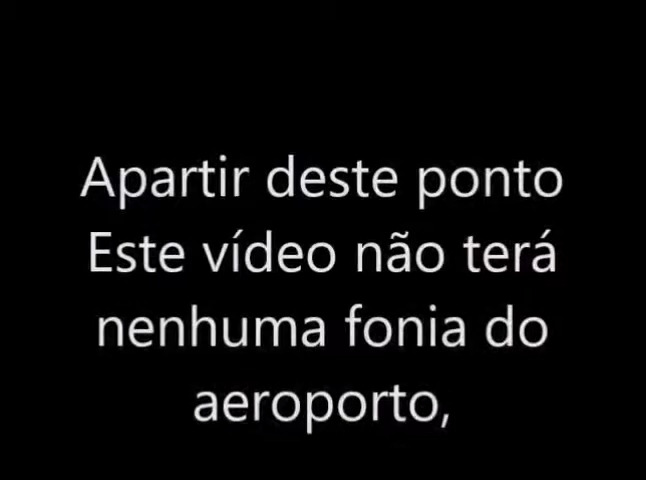 Apartir deste ponto
Este vídeo não terá
nenhuma fonia do
aeroporto,